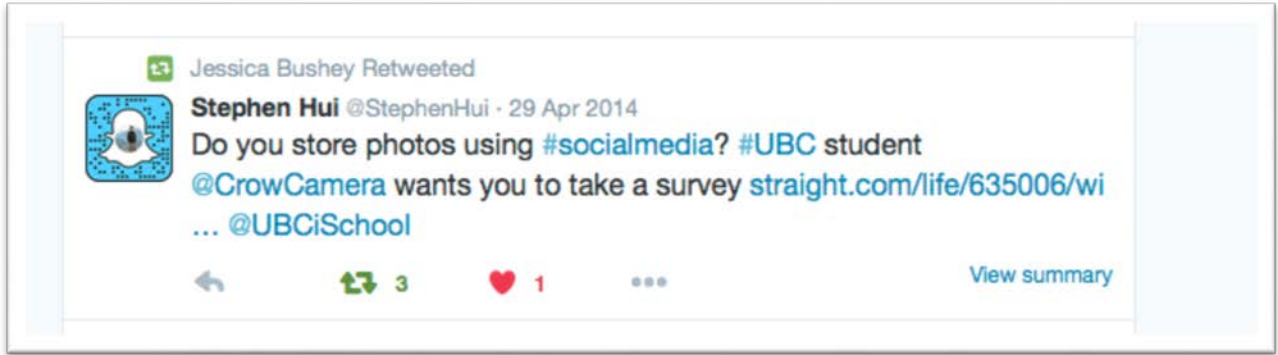 Jessica Bushey Retweeted
Stephen Hui @StephenHui · 29 Apr 2014
Do you store photos using #socialmedia? #UBC student
@CrowCamera wants you to take a survey straight.com/life/635006/wi
... @UBCiSchool
3 1 View summary